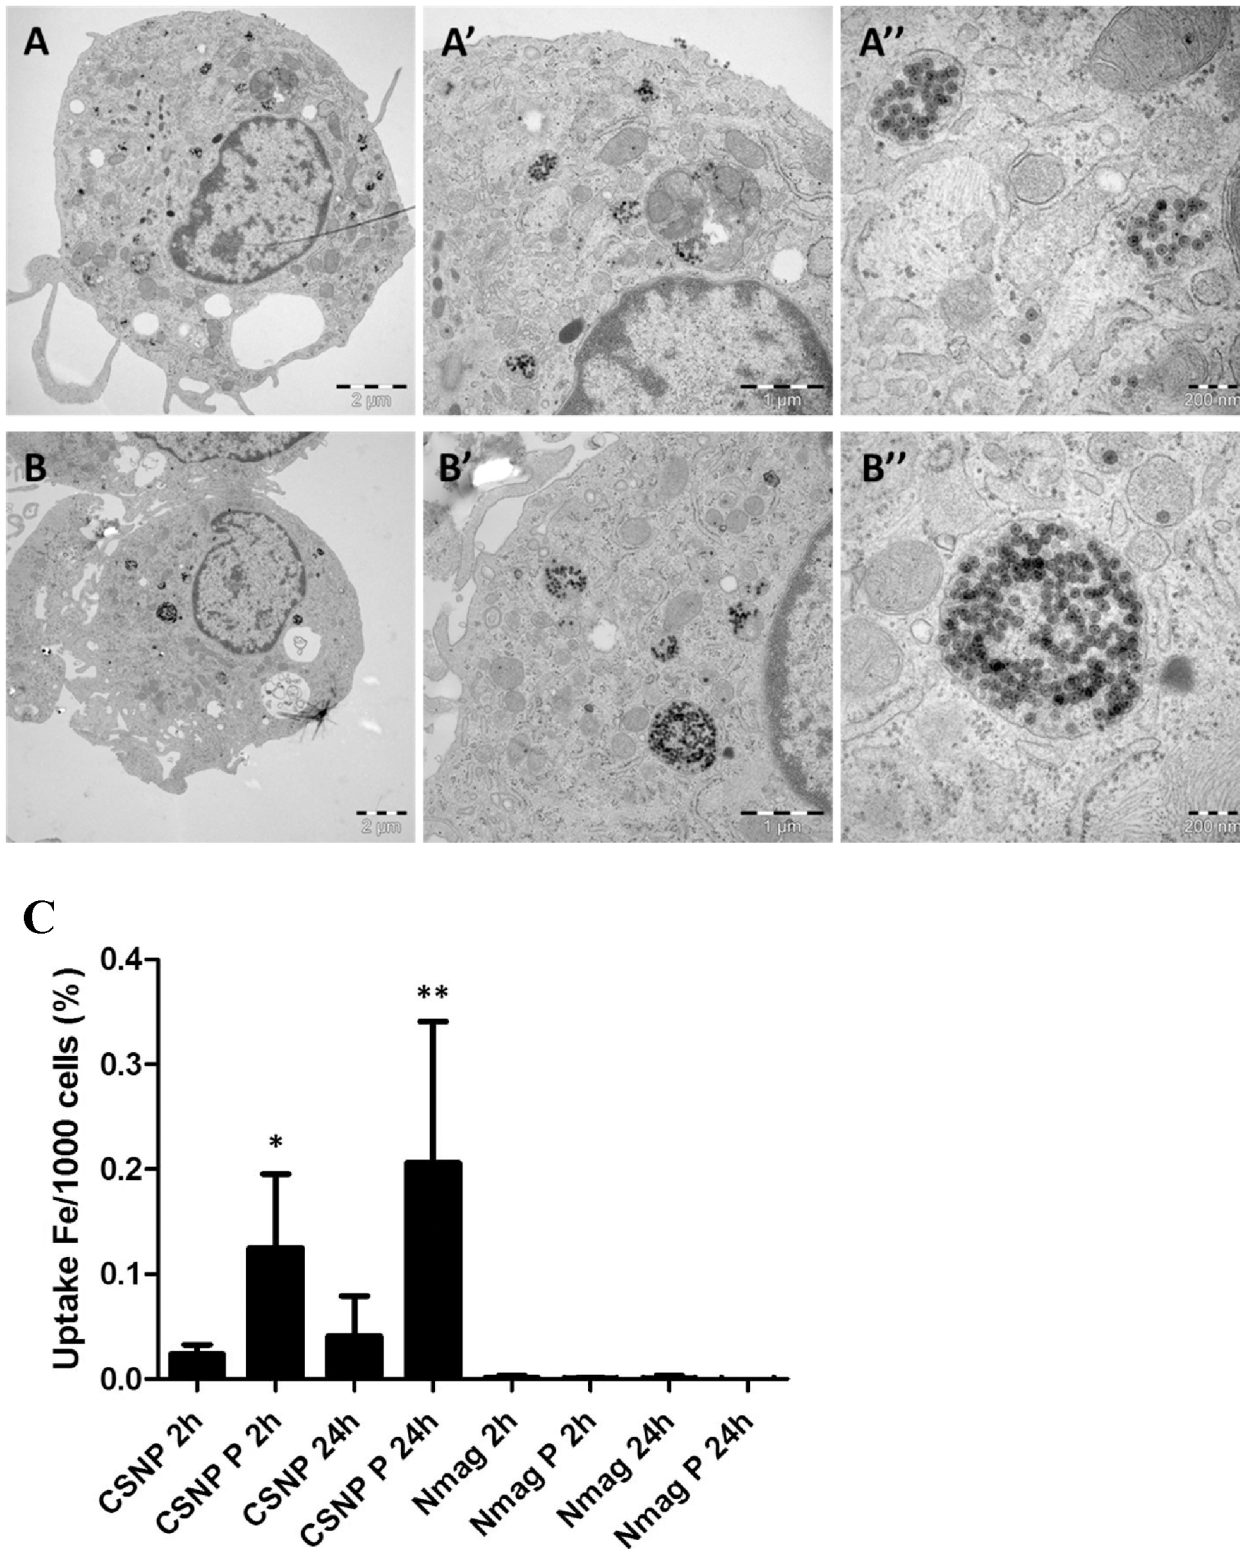 A
A’
A’’
2 µm
1 µm
200 nm
B
B’
B’’
2 µm
1 µm
200 nm
C
Uptake Fe/1000 cells (%)
0.4
0.3
0.2
0.1
0.0
*
**
CSNP 2h
CSNP P 2h
CSNP 24h
CSNP P 24h
Nmag 2h
Nmag P 2h
Nmag 24h
Nmag P 24h